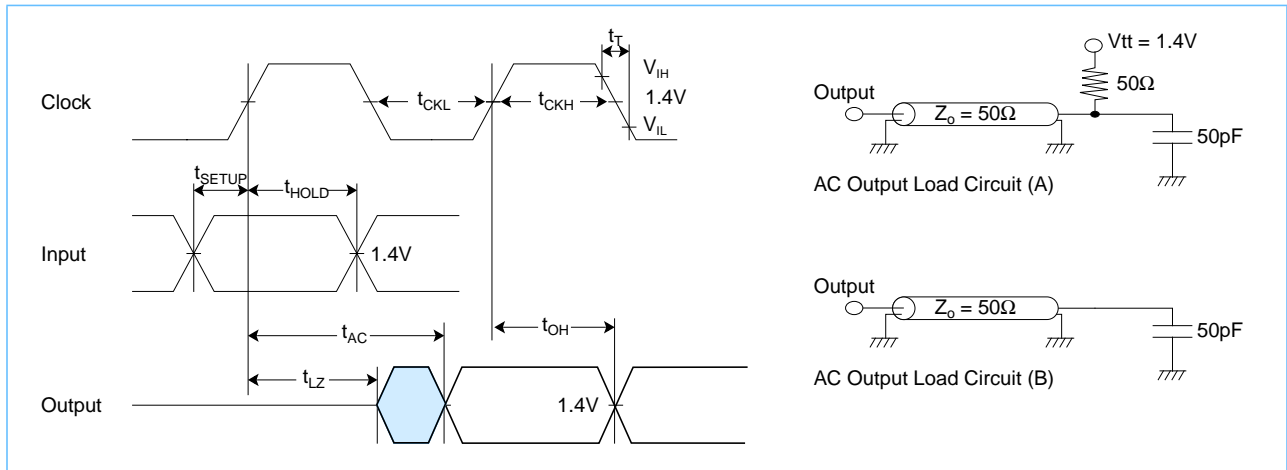 Clock
tT
VIH
1.4V
VIL
tCKL
tCKH
tSETUP
tHOLD
Input
1.4V
tAC
tOH
tLZ
Output
1.4V
Vtt = 1.4V
50Ω
Output
Zo = 50Ω
50pF
AC Output Load Circuit (A)
Output
Zo = 50Ω
50pF
AC Output Load Circuit (B)